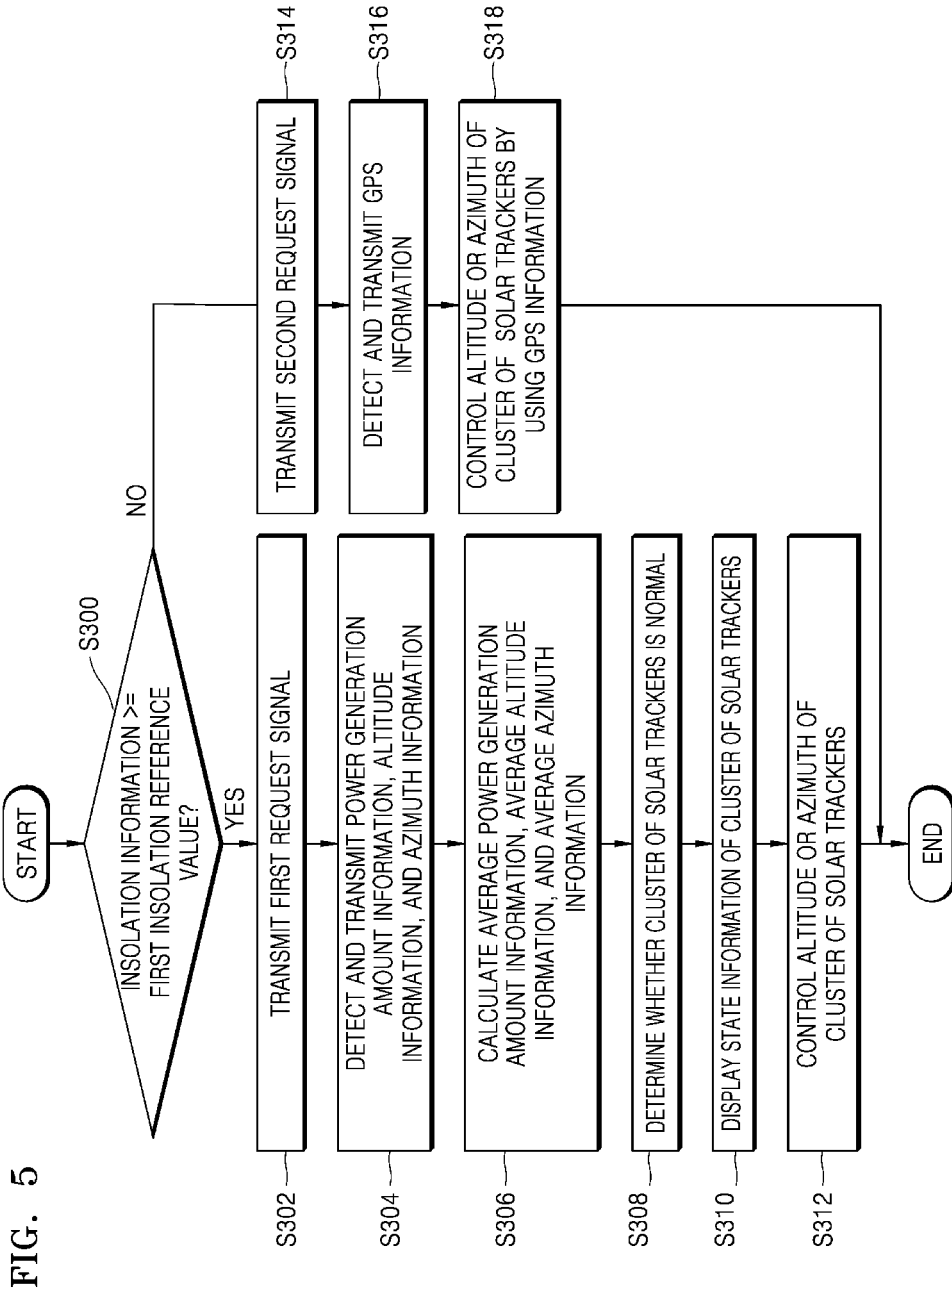 FIG. 5
START
INSOLATION INFORMATION >=
FIRST INSOLATION REFERENCE
VALUE?
S300
NO
YES
TRANSMIT FIRST REQUEST SIGNAL
S302
DETECT AND TRANSMIT POWER GENERATION
AMOUNT INFORMATION, ALTITUDE
INFORMATION, AND AZIMUTH INFORMATION
S304
CALCULATE AVERAGE POWER GENERATION
AMOUNT INFORMATION, AVERAGE ALTITUDE
INFORMATION, AND AVERAGE AZIMUTH
INFORMATION
S306
DETERMINE WHETHER CLUSTER OF SOLAR TRACKERS IS NORMAL
S308
DISPLAY STATE INFORMATION OF CLUSTER OF SOLAR TRACKERS
S310
CONTROL ALTITUDE OR AZIMUTH OF
CLUSTER OF SOLAR TRACKERS
S312
TRANSMIT SECOND REQUEST SIGNAL
S314
DETECT AND TRANSMIT GPS
INFORMATION
S316
CONTROL ALTITUDE OR AZIMUTH OF
CLUSTER OF SOLAR TRACKERS BY
USING GPS INFORMATION
S318
END